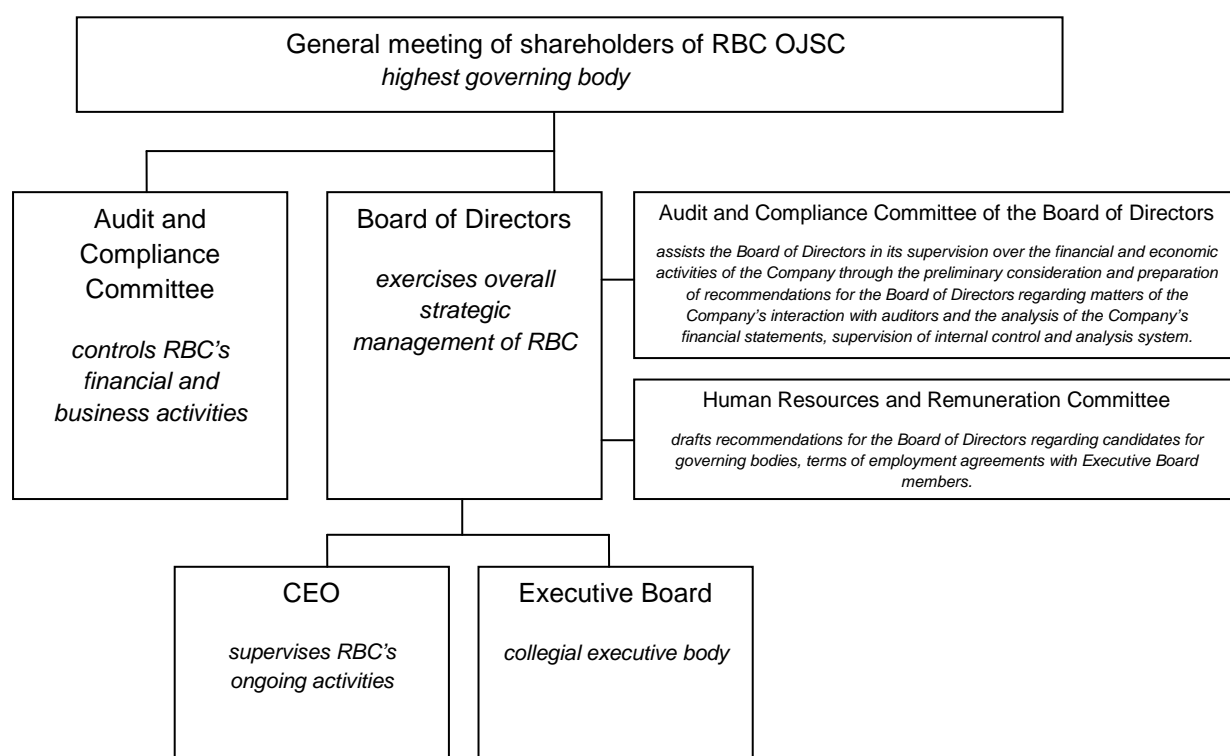 General meeting of shareholders of RBC OJSC
highest governing body
Audit and
Compliance
Committee
controls RBC's
financial and
business activities
Board of Directors
exercises overall
strategic
management of RBC
Audit and Compliance Committee of the Board of Directors
assists the Board of Directors in its supervision over the financial and economic
activities of the Company through the preliminary consideration and preparation
of recommendations for the Board of Directors regarding matters of the
Company's interaction with auditors and the analysis of the Company's
financial statements, supervision of internal control and analysis system.
Human Resources and Remuneration Committee
drafts recommendations for the Board of Directors regarding candidates for
governing bodies, terms of employment agreements with Executive Board
members.
CEO
supervises RBC's
ongoing activities
Executive Board
collegial executive body